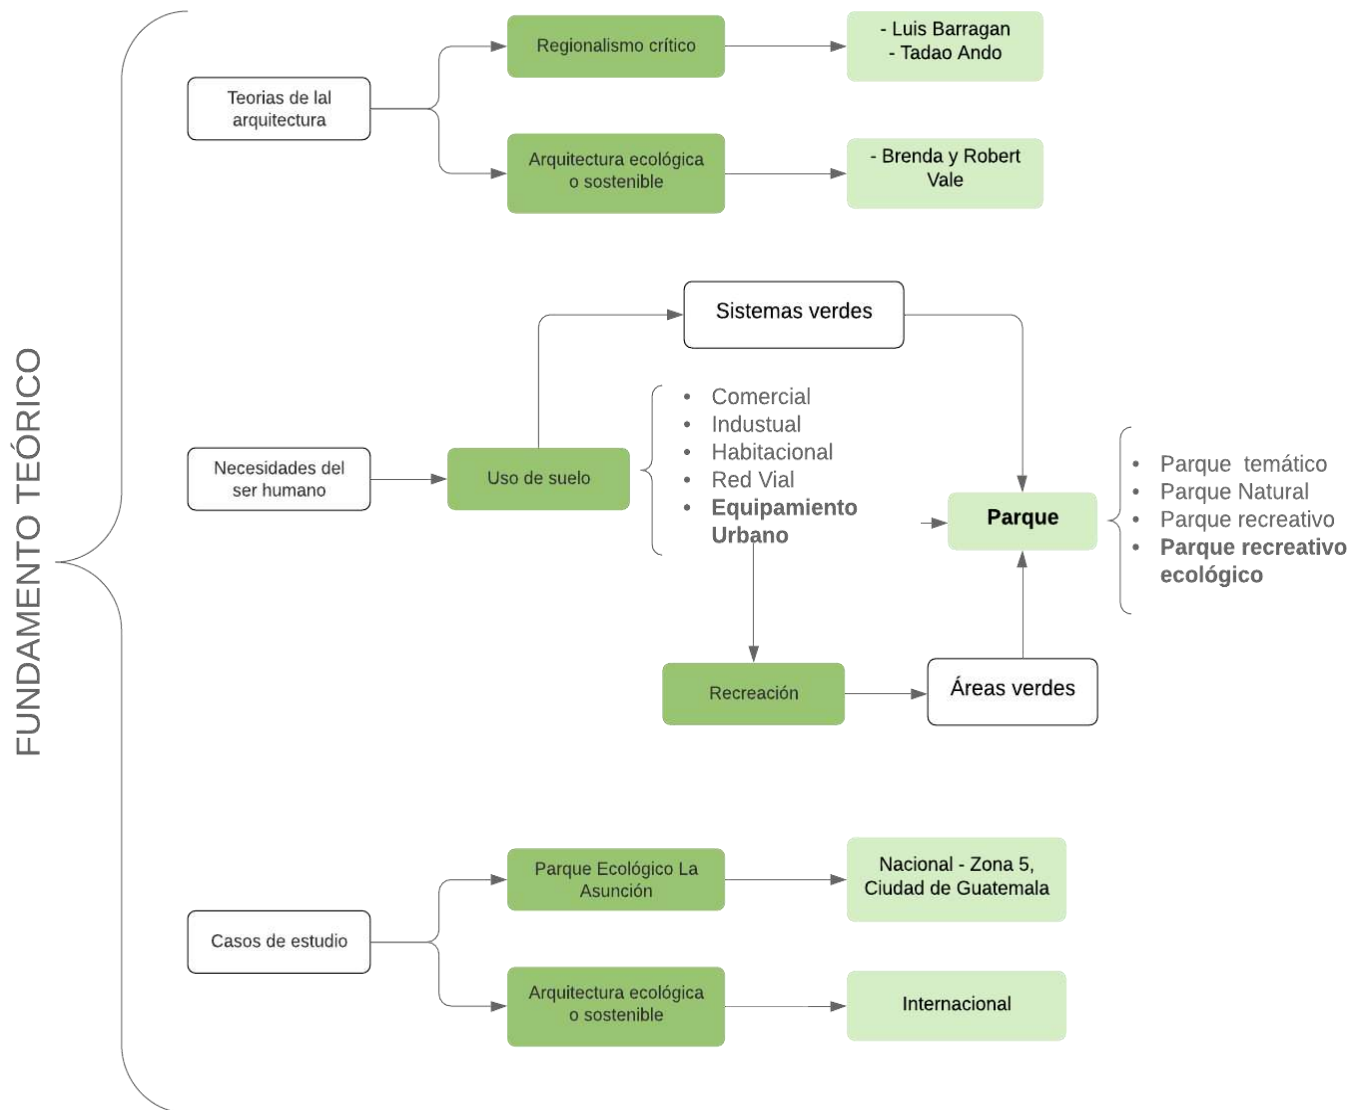 FUNDAMENTO TEÓRICO
Teorias de lal
arquitectura
Regionalismo crítico
- Luis Barragan
- Tadao Ando
Arquitectura ecológica
o sostenible
- Brenda y Robert
Vale
Necesidades del
ser humano
Uso de suelo
Sistemas verdes
• Comercial
• Industual
• Habitacional
• Red Vial
• Equipamiento
Urbano
Parque
• Parque temático
• Parque Natural
• Parque recreativo
• Parque recreativo
ecológico
Recreación
Áreas verdes
Casos de estudio
Parque Ecológico La
Asunción
Nacional - Zona 5,
Ciudad de Guatemala
Arquitectura ecológica
o sostenible
Internacional